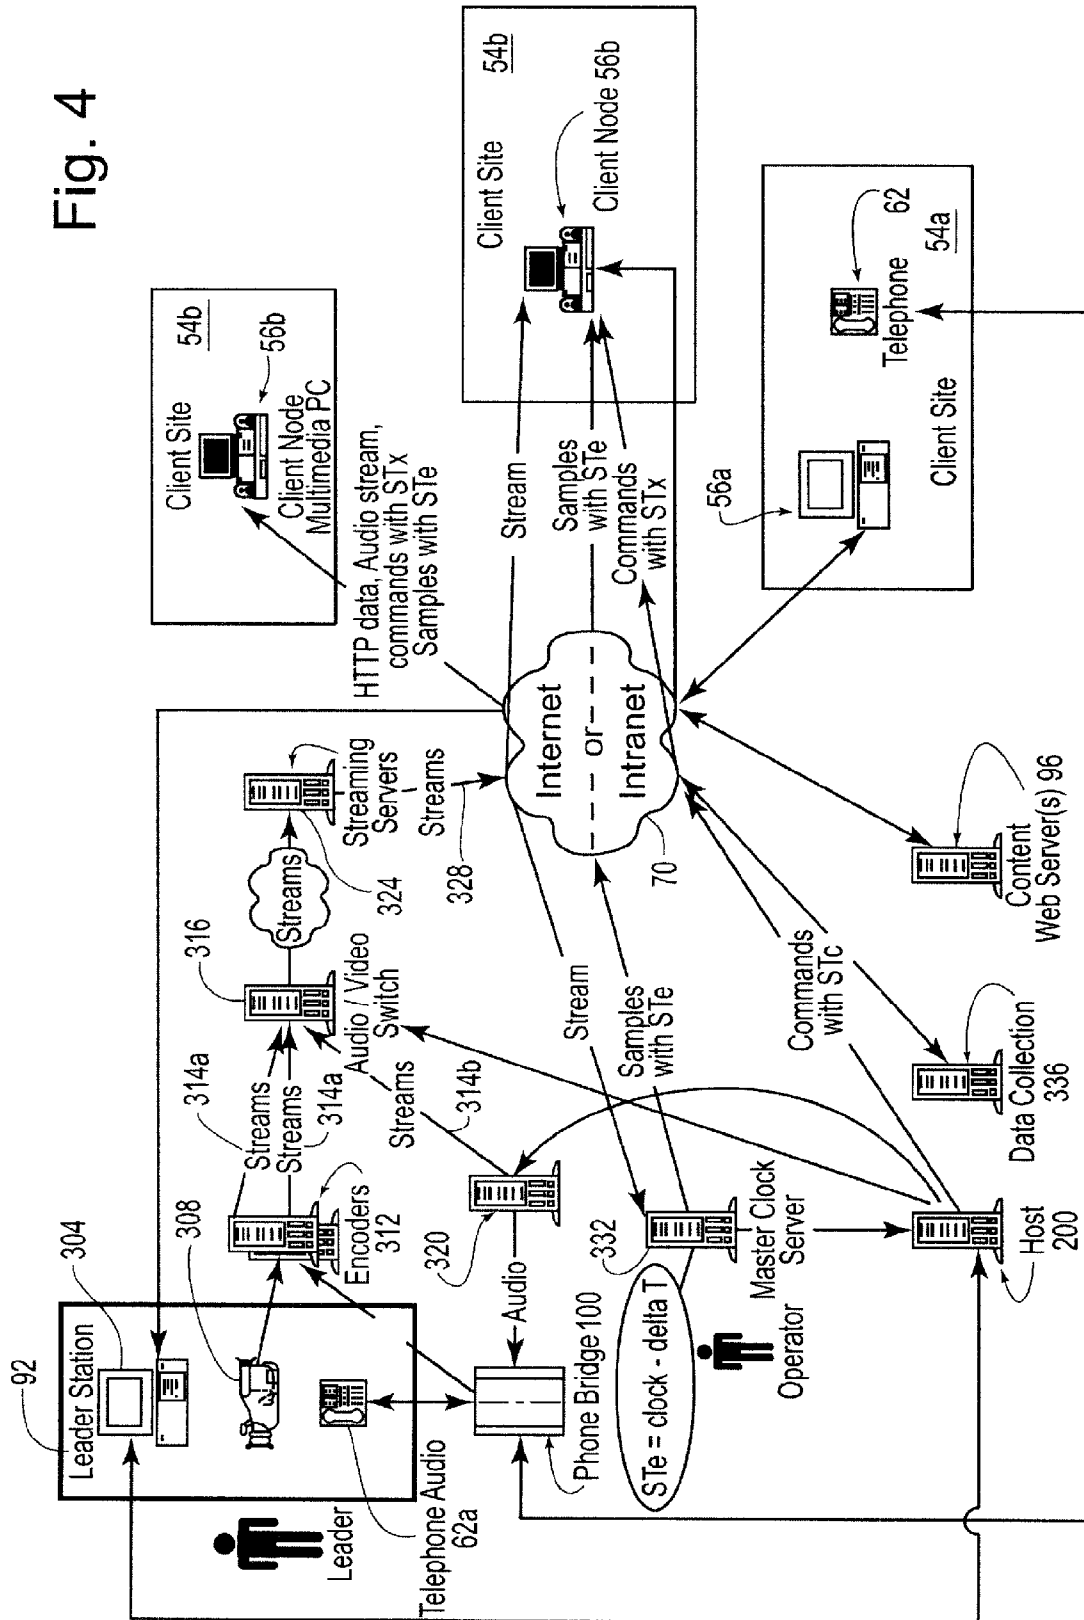 Fig. 4
92
Leader Station
304
308
Leader
Telephone Audio
62a
314a
Streams
Streams
314a
Encoders
312
316
Audio / Video
Switch
Streams
314b
Streams
324
Streaming
Servers
Streams
328
Client Site
54b
56b
Client Node
Multimedia PC
HTTP data, Audio stream,
commands with STx
Samples with STe
320
Audio
Phone Bridge 100
Internet
or
Intranet
70
Stream
Samples
with STe
Commands
with STx
Client Site
54b
Client Node 56b
Stream
Samples
with STe
STe = clock - delta T
332
Master Clock
Server
Operator
Host
200
Commands
with STc
Data Collection
336
Content
Web Server(s) 96
56a
Telephone
62
Client Site
54a